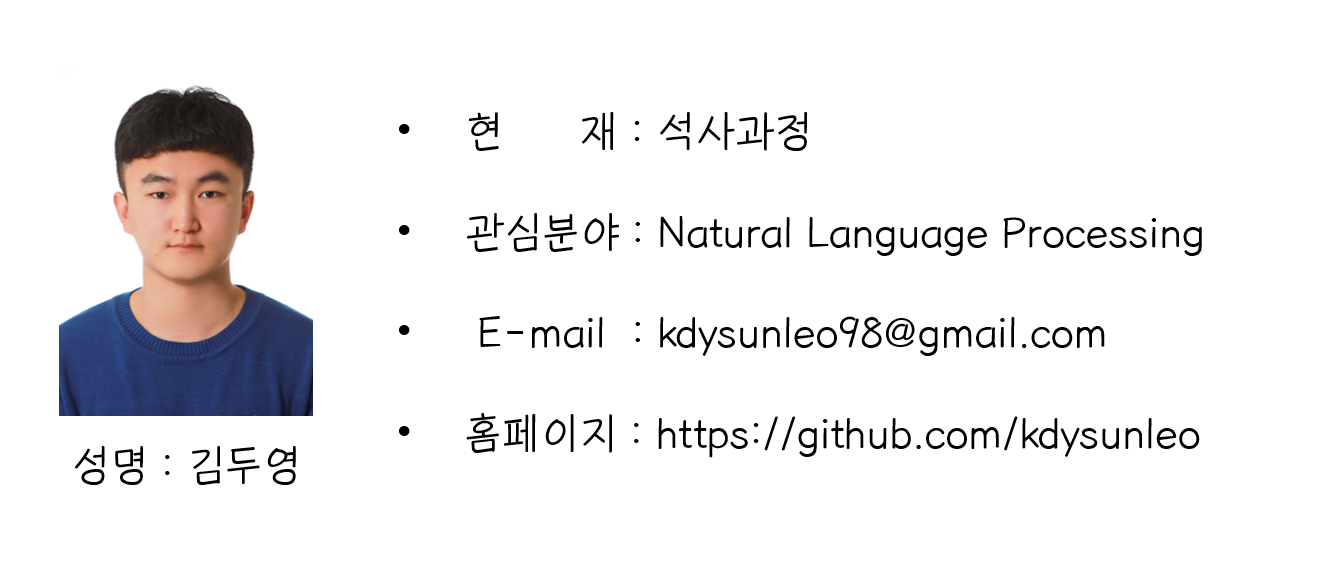 현 재 : 석사과정
관심분야 : Natural Language Processing
E-mail : kdysunleo98@gmail.com
홈페이지 : https://github.com/kdysunleo
성명 : 김두영